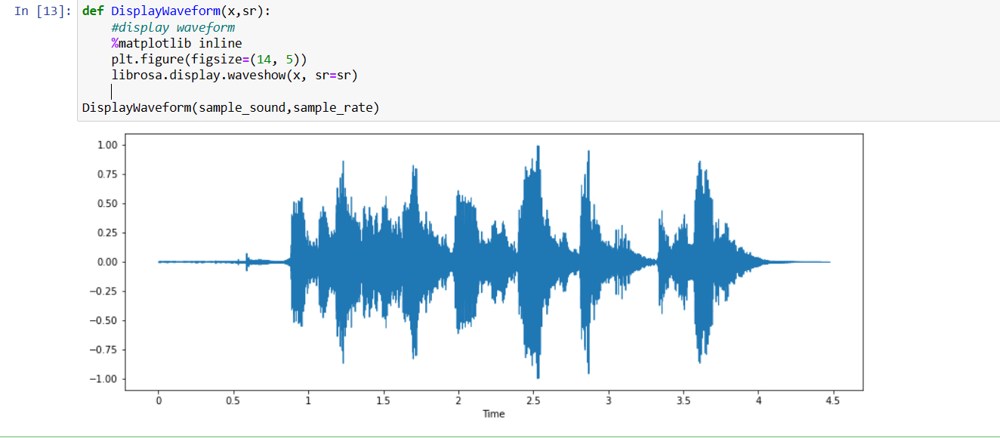 In [13]: def DisplayWaveform(x,sr):
#display waveform
%matplotlib inline
plt.figure(figsize=(14, 5))
librosa.display.waveshow(x, sr=sr)
DisplayWaveform(sample_sound,sample_rate)
1.00
0.75
0.50
0.25
0.00
−0.25
−0.50
−0.75
−1.00
0 0.5 1 1.5 2 2.5 3 3.5 4 4.5
Time